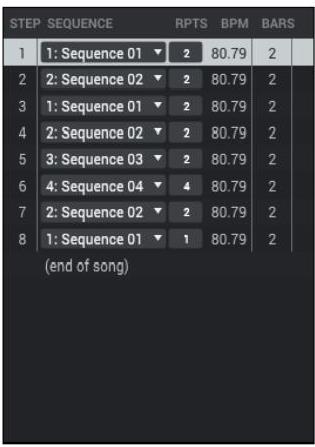 STEP SEQUENCE RPTS BPM BARS
1 1: Sequence 01 2 80.79 2
2 2: Sequence 02 2 80.79 2
3 1: Sequence 01 2 80.79 2
4 2: Sequence 02 2 80.79 2
5 3: Sequence 03 2 80.79 2
6 4: Sequence 04 4 80.79 2
7 2: Sequence 02 2 80.79 2
8 1: Sequence 01 1 80.79 2
(end of song)